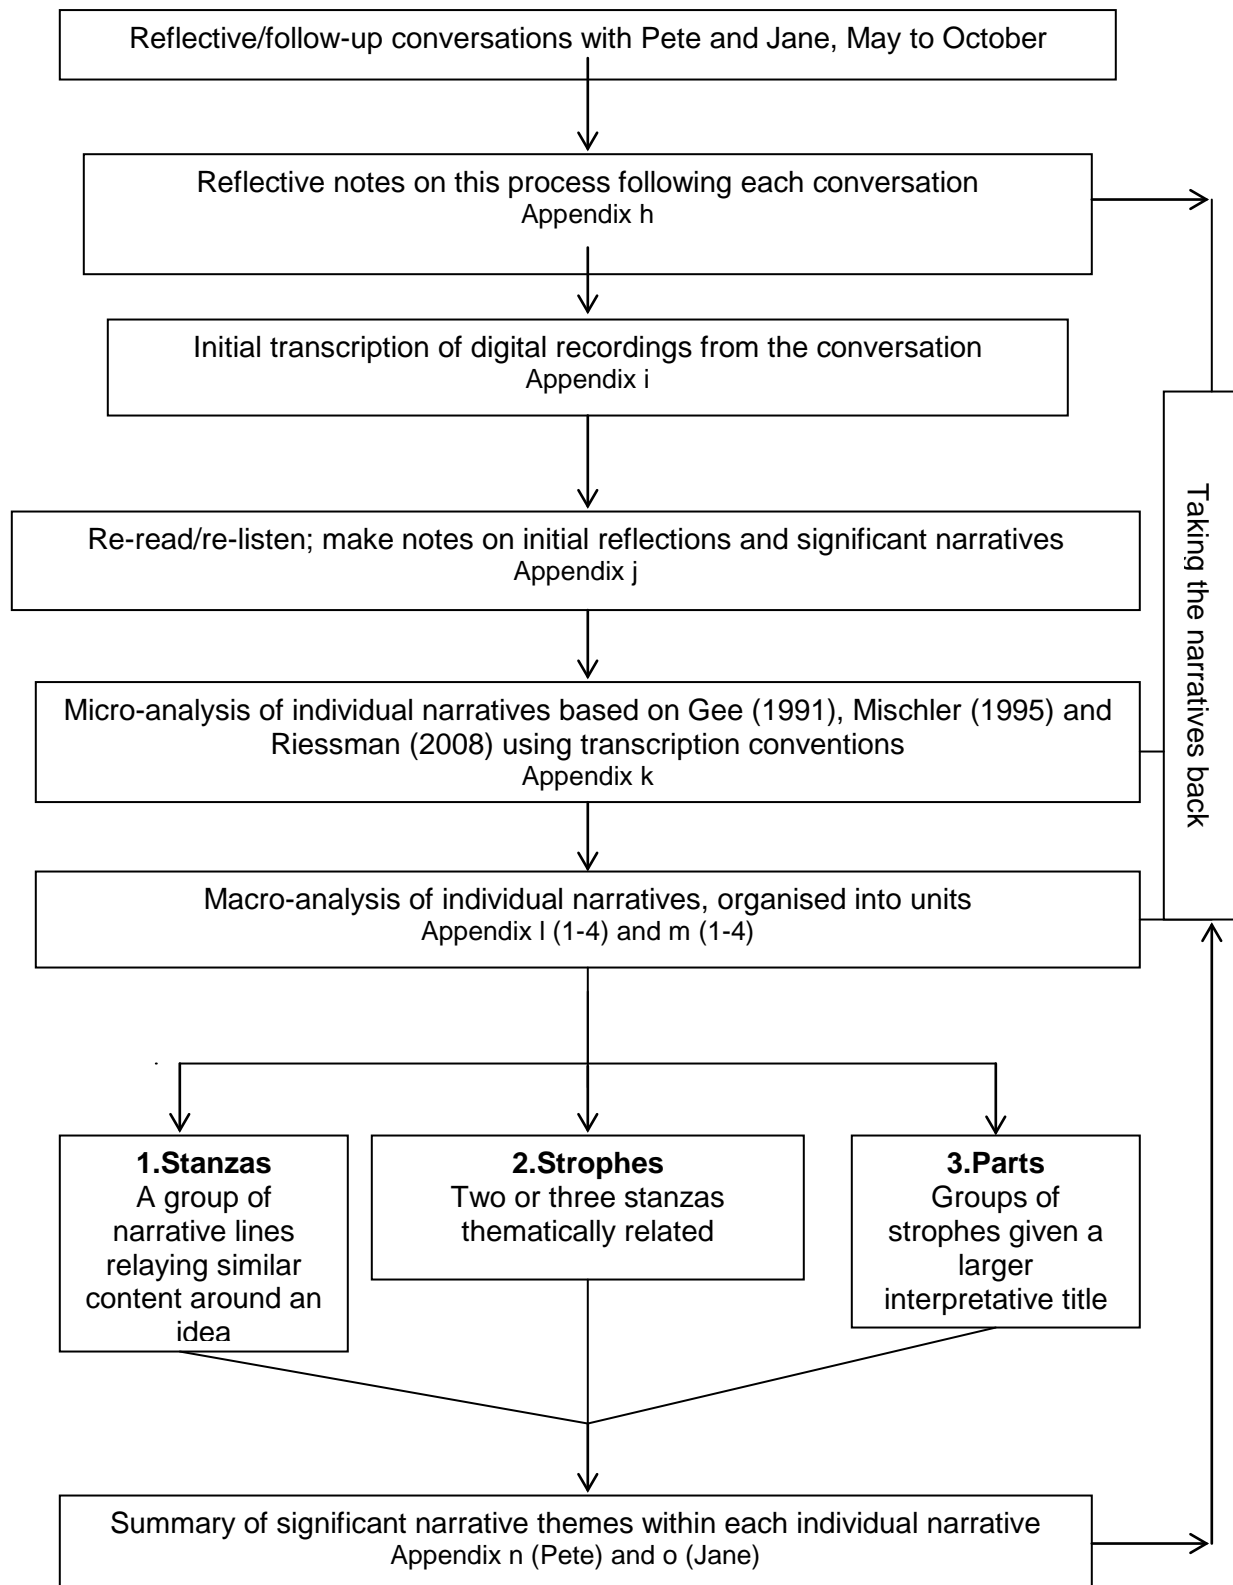 Reflective/follow-up conversations with Pete and Jane, May to October
Reflective notes on this process following each conversation
Appendix h
Initial transcription of digital recordings from the conversation
Appendix i
Re-read/re-listen; make notes on initial reflections and significant narratives
Appendix j
Taking the narratives back
Micro-analysis of individual narratives based on Gee (1991), Mischler (1995) and
Riessman (2008) using transcription conventions
Appendix k
Macro-analysis of individual narratives, organised into units
Appendix l (1-4) and m (1-4)
1.Stanzas
A group of
narrative lines
relaying similar
content around an
idea
2.Strophes
Two or three stanzas
thematically related
3.Parts
Groups of
strophes given a
larger
interpretative title
Summary of significant narrative themes within each individual narrative
Appendix n (Pete) and o (Jane)